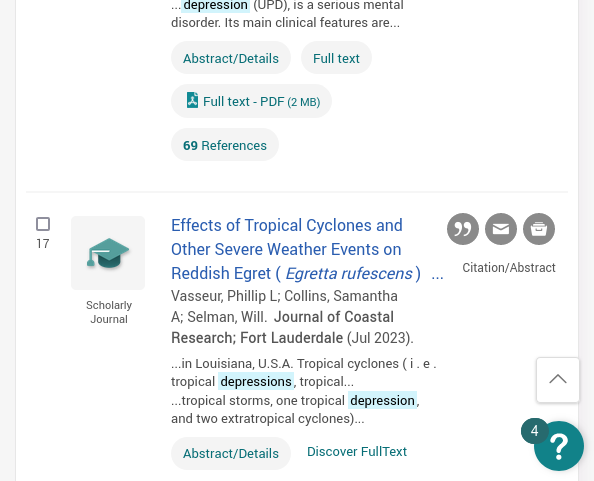 ...depression (UPD), is a serious mental
disorder. Its main clinical features are...
Abstract/Details
Full text
Full text - PDF (2 MB)
69 References
17
Scholarly
Journal
Effects of Tropical Cyclones and
Other Severe Weather Events on
Reddish Egret ( Egretta rufescens ) ...
Citation/Abstract
Vasseur, Phillip L; Collins, Samantha
A; Selman, Will. Journal of Coastal
Research; Fort Lauderdale (Jul 2023).
...in Louisiana, U.S.A. Tropical cyclones ( i . e .
tropical depressions, tropical...
...tropical storms, one tropical depression,
and two extratropical cyclones)...
Abstract/Details
Discover FullText
4
?